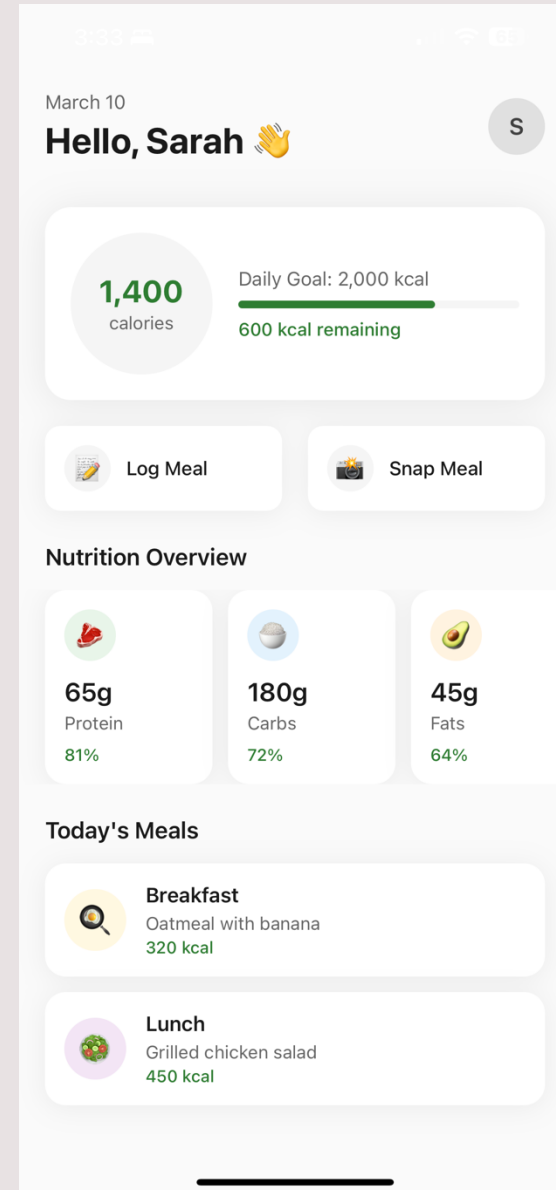 3:33
March 10
Hello, Sarah 👋
S
1,400
calories
Daily Goal: 2,000 kcal
600 kcal remaining
Log Meal
Snap Meal
Nutrition Overview
65g
Protein
81%
180g
Carbs
72%
45g
Fats
64%
Today's Meals
Breakfast
Oatmeal with banana
320 kcal
Lunch
Grilled chicken salad
450 kcal